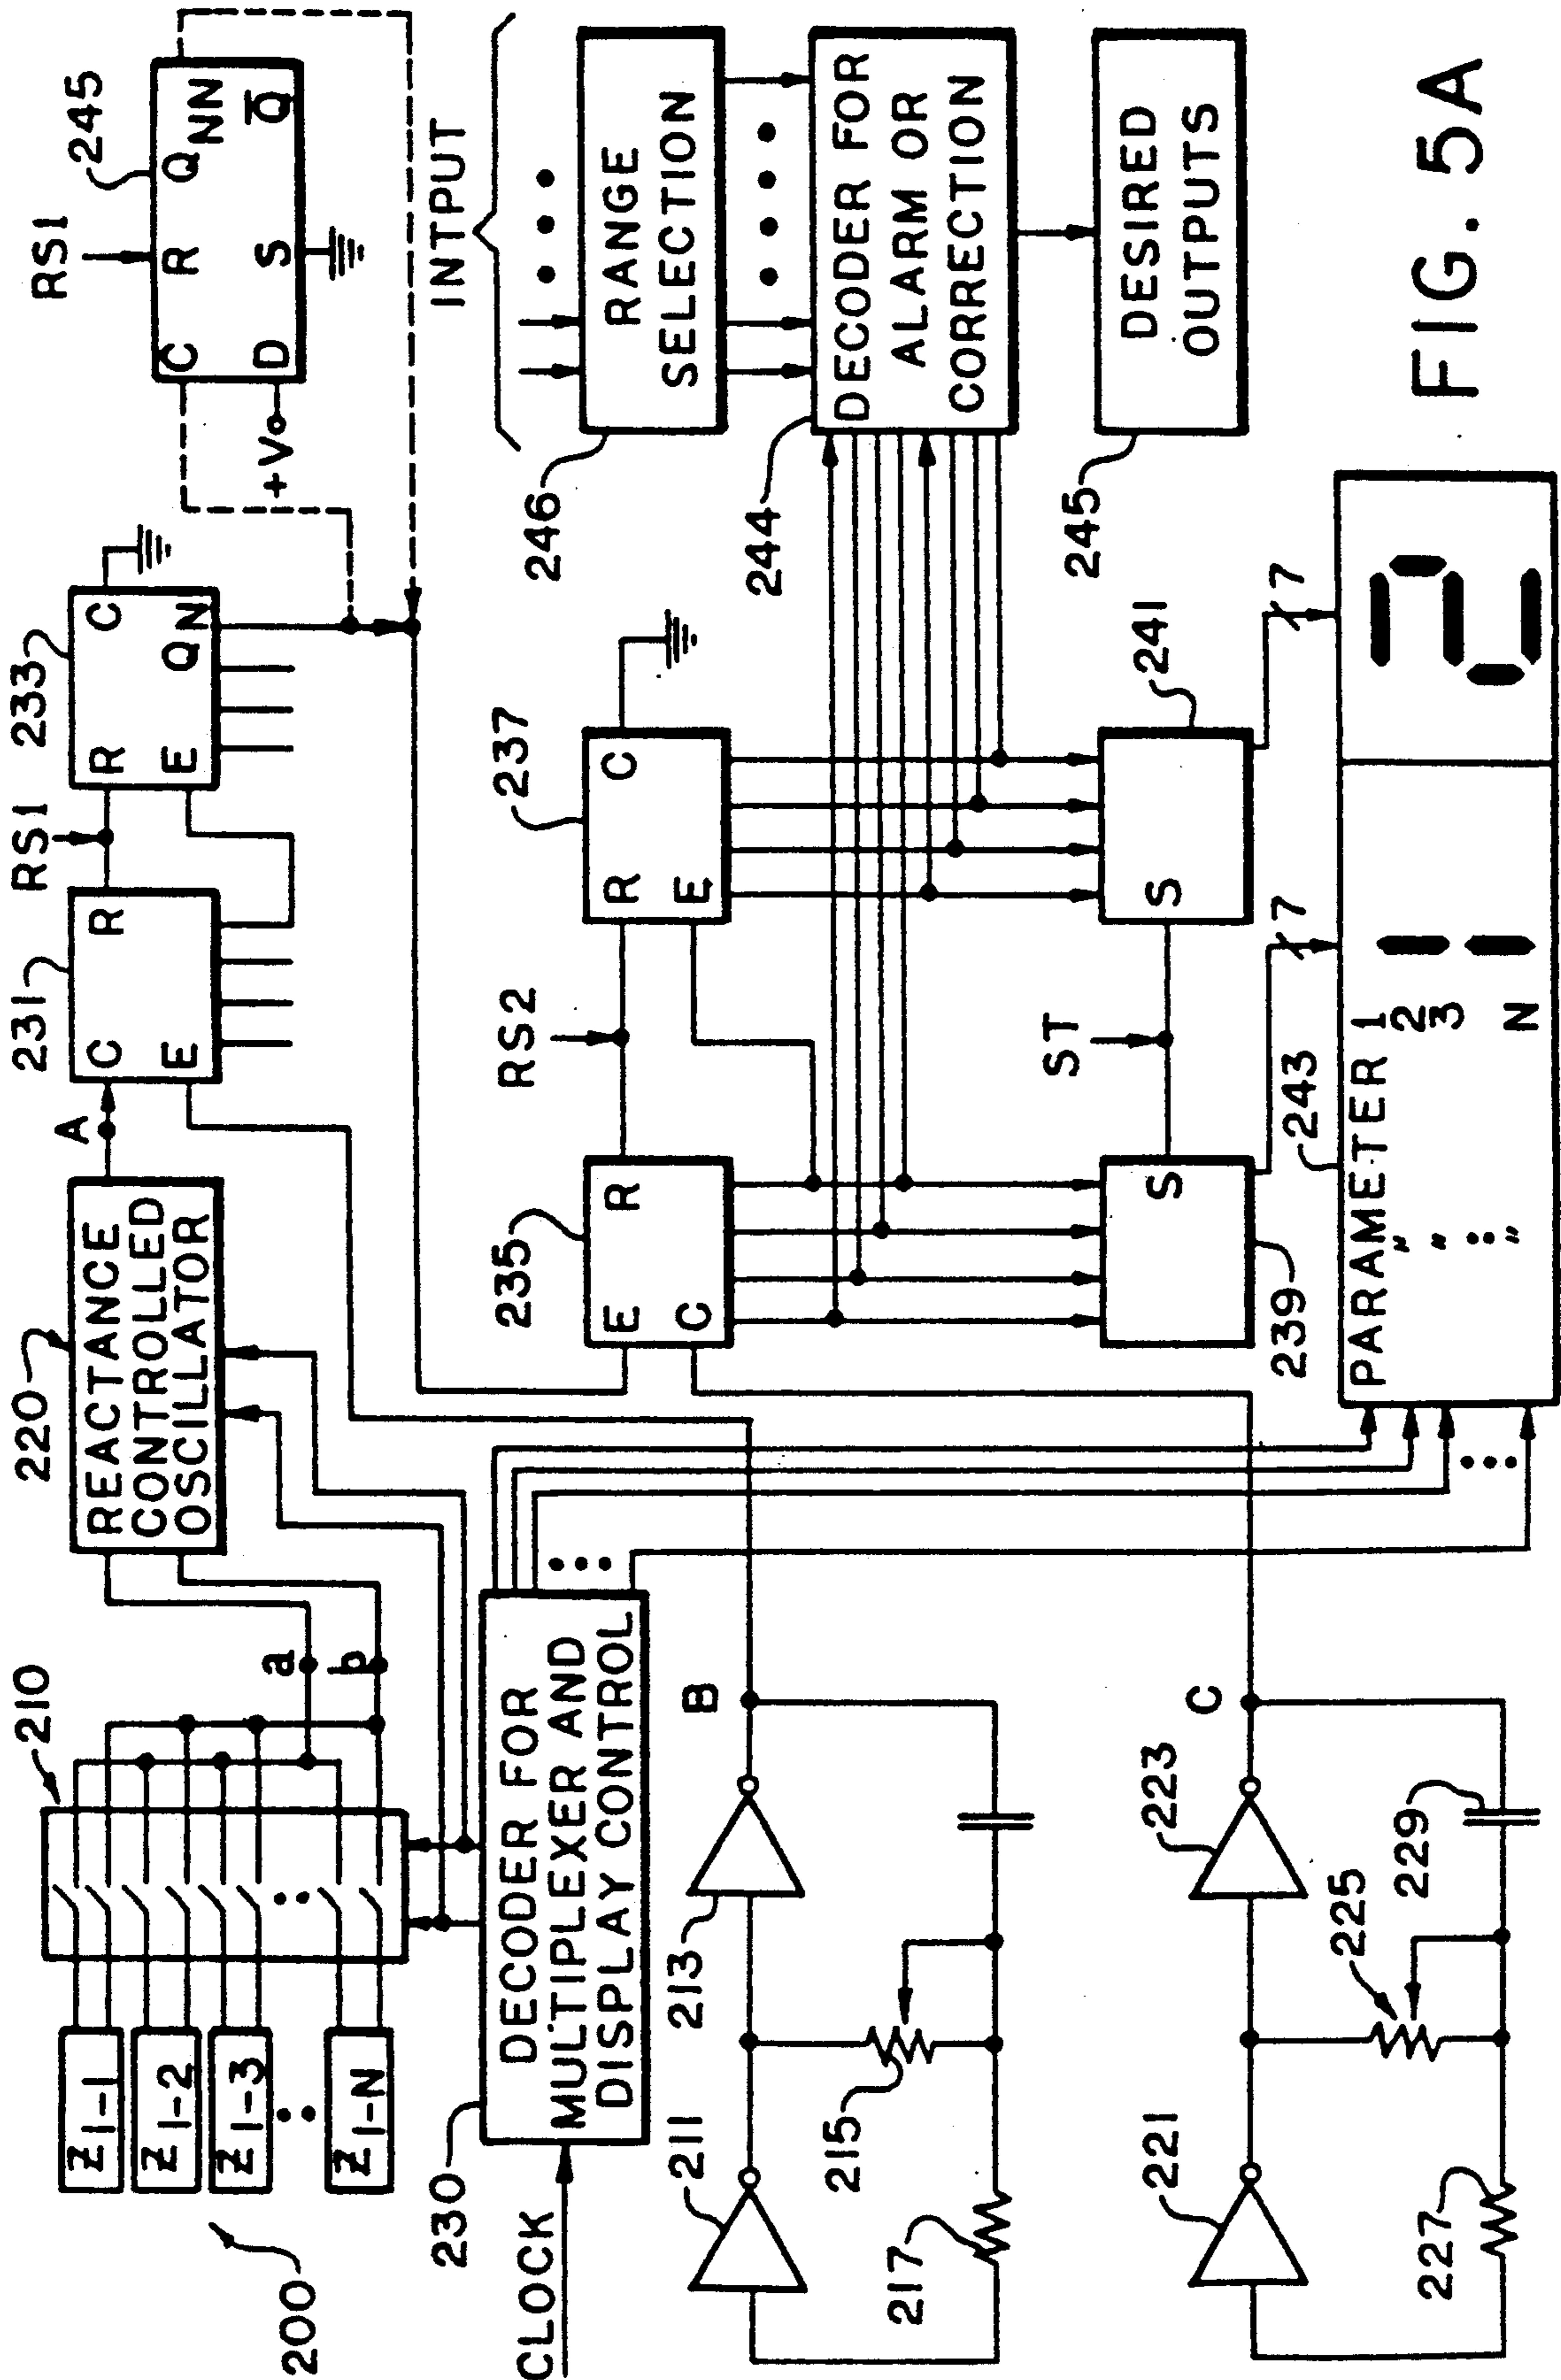 200
Z1-1
Z1-2
Z1-3
Z1-N
210
a
b
220
REACTANCE
CONTROLLED
OSCILLATOR
A
231
C R
E
RS1
233
R C
E QN
RS1
245
C R Q
NN
D S Q̅
+V
CLOCK
230
DECODER FOR
MULTIPLEXER AND
DISPLAY CONTROL
211
213
B
215
217
221
223
C
225
227
229
235
E R
C
RS2
237
R C
E
239
S
ST
241
S
7
7
243
PARAMETER 1
" 2
" 3
" N
12
INTPUT
246
RANGE
SELECTION
244
DECODER FOR
ALARM OR
CORRECTION
245
DESIRED
OUTPUTS
FIG. 5A